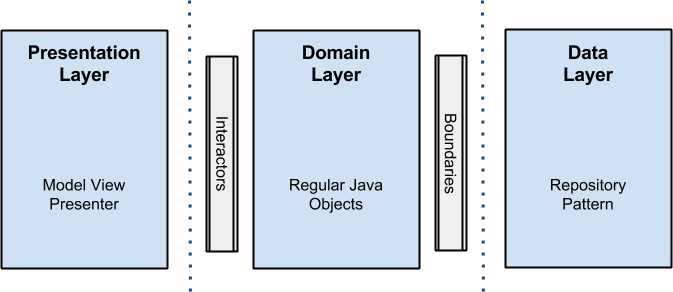 Presentation
Layer
Model View
Presenter
Interactors
Domain
Layer
Regular Java
Objects
Boundaries
Data
Layer
Repository
Pattern